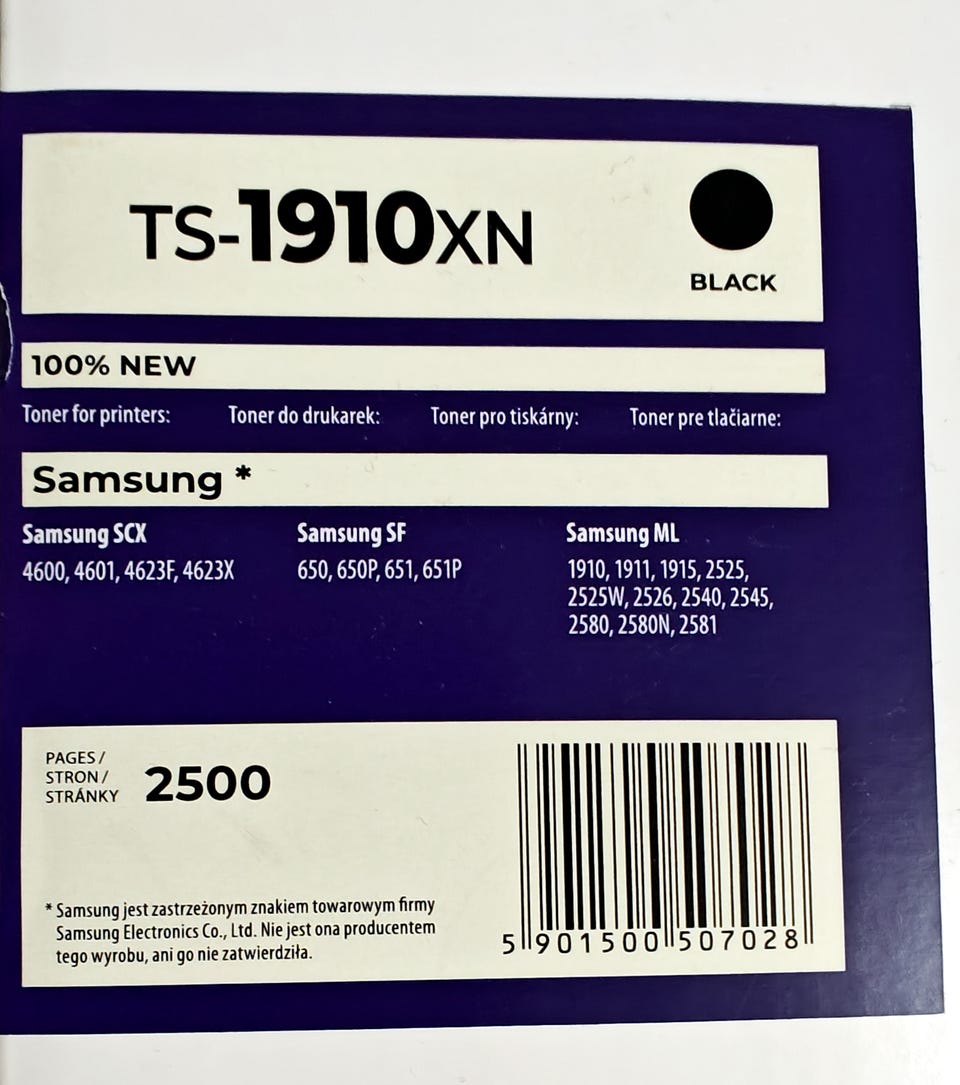 TS-1910XN
BLACK
100% NEW
Toner for printers: Toner do drukarek: Toner pro tiskárny: Toner pre tlačiarne:
Samsung *
Samsung SCX
4600, 4601, 4623F, 4623X
Samsung SF
650, 650P, 651, 651P
Samsung ML
1910, 1911, 1915, 2525,
2525W, 2526, 2540, 2545,
2580, 2580N, 2581
PAGES /
STRON /
STRÁNKY
2500
* Samsung jest zastrzeżonym znakiem towarowym firmy
Samsung Electronics Co., Ltd. Nie jest ona producentem
tego wyrobu, ani go nie zatwierdziła.
5 901500 507028